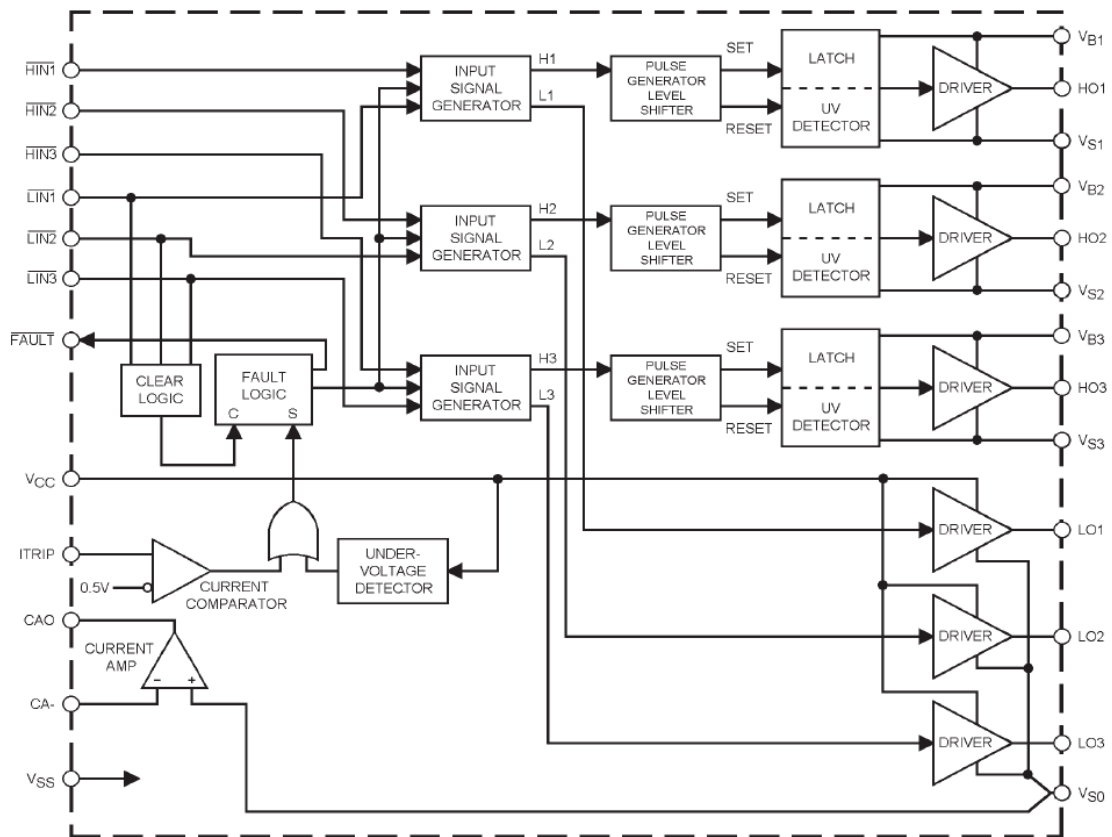 HIN1
HIN2
HIN3
LIN1
LIN2
LIN3
FAULT
VCC
ITRIP
0.5V
CAO
CA-
VSS
CLEAR
LOGIC
FAULT
LOGIC
C S
CURRENT
COMPARATOR
UNDER-
VOLTAGE
DETECTOR
CURRENT
AMP
- +
INPUT
SIGNAL
GENERATOR
H1
L1
PULSE
GENERATOR
LEVEL
SHIFTER
SET
RESET
LATCH
UV
DETECTOR
DRIVER
VB1
HO1
VS1
INPUT
SIGNAL
GENERATOR
H2
L2
PULSE
GENERATOR
LEVEL
SHIFTER
SET
RESET
LATCH
UV
DETECTOR
DRIVER
VB2
HO2
VS2
INPUT
SIGNAL
GENERATOR
H3
L3
PULSE
GENERATOR
LEVEL
SHIFTER
SET
RESET
LATCH
UV
DETECTOR
DRIVER
VB3
HO3
VS3
DRIVER
LO1
DRIVER
LO2
DRIVER
LO3
VS0